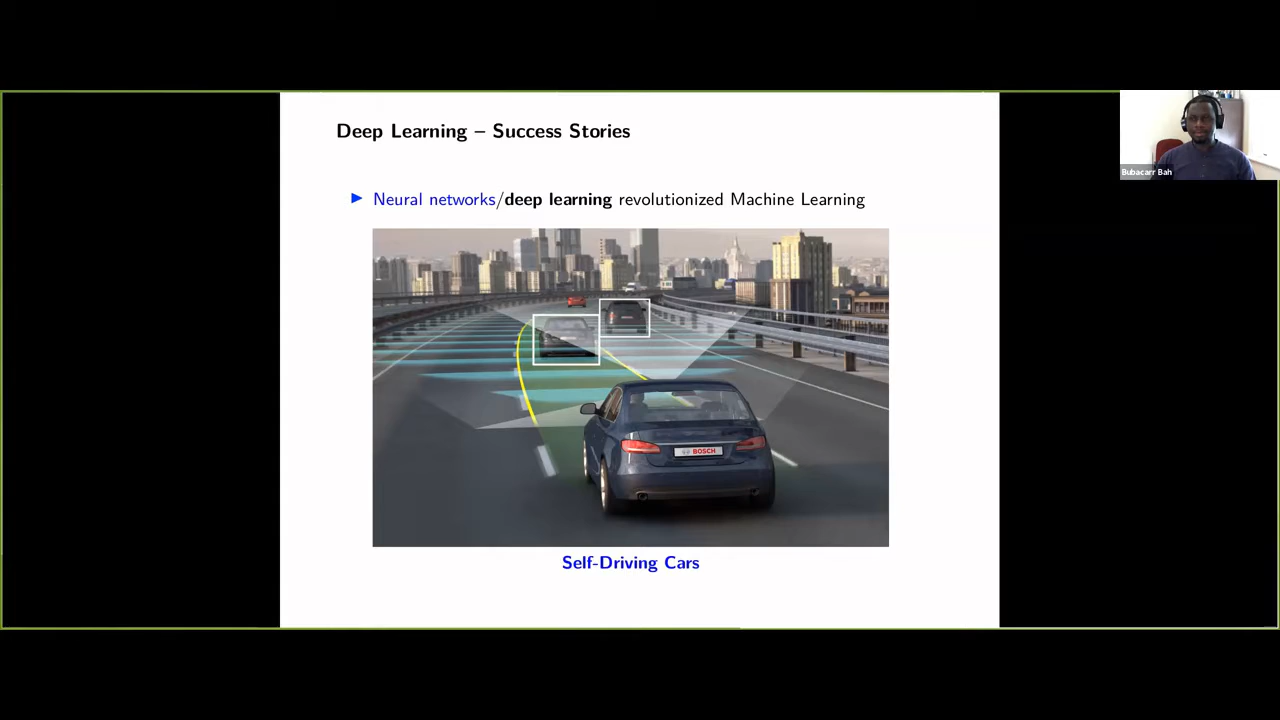 Deep Learning – Success Stories
Bubacarr Bah
▶ Neural networks/deep learning revolutionized Machine Learning
BOSCH
Self-Driving Cars